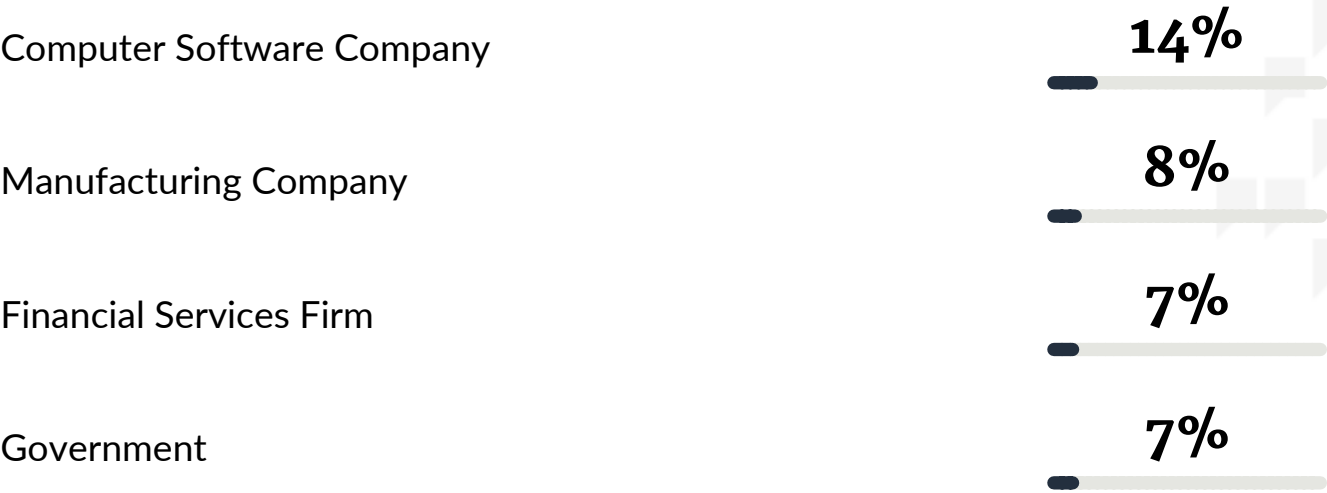 Computer Software Company 14%
Manufacturing Company 8%
Financial Services Firm 7%
Government 7%